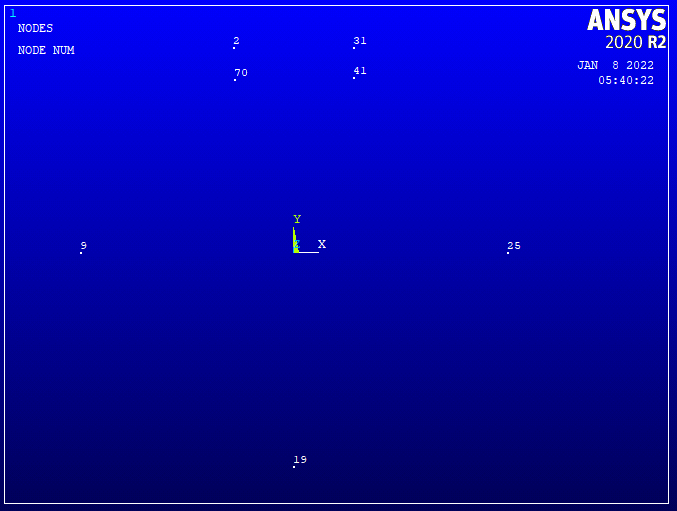 1
NODES
NODE NUM
ANSYS
2020 R2
JAN 8 2022
05:40:22
2
31
70
41
Y
Z
X
9
25
19